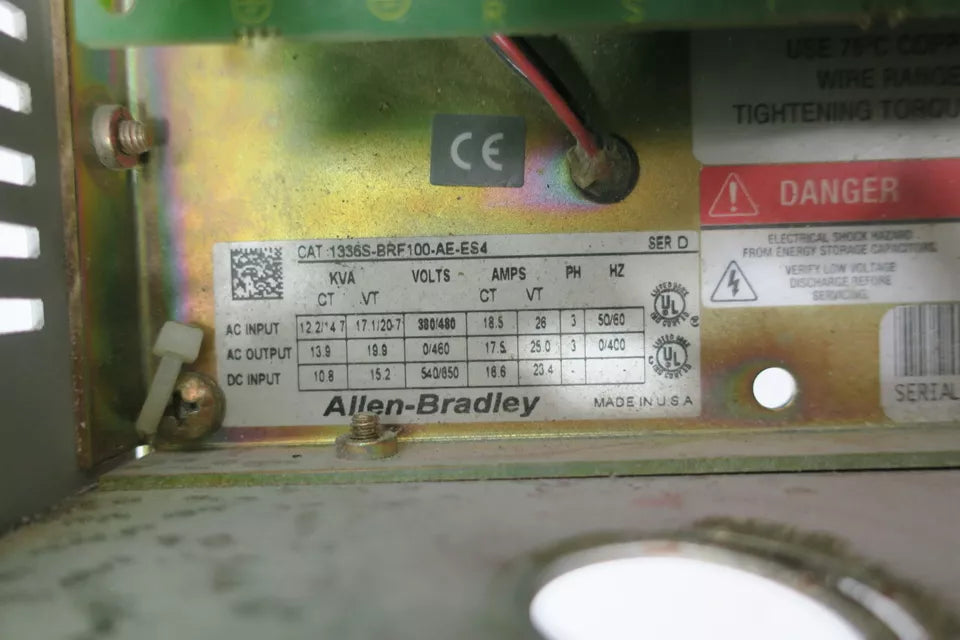 R
S
USE 75°C
WIRE RANGE
TIGHTENING TORQU
CE
DANGER
ELECTRICAL SHOCK HAZARD
FROM ENERGY STORAGE CAPACITORS.
VERIFY LOW VOLTAGE
DISCHARGE BEFORE
SERVICING.
CAT 1336S-BRF100-AE-ES4 SER D
KVA VOLTS AMPS PH HZ
CT VT CT VT
AC INPUT 12.2/14.7 17.1/20.7 380/480 18.5 26 3 50/60
AC OUTPUT 13.9 19.9 0/460 17.5 25.0 3 0/400
DC INPUT 10.8 15.2 540/650 16.6 23.4 - -
UL
UL
Allen-Bradley MADE IN U.S.A
SERIAL